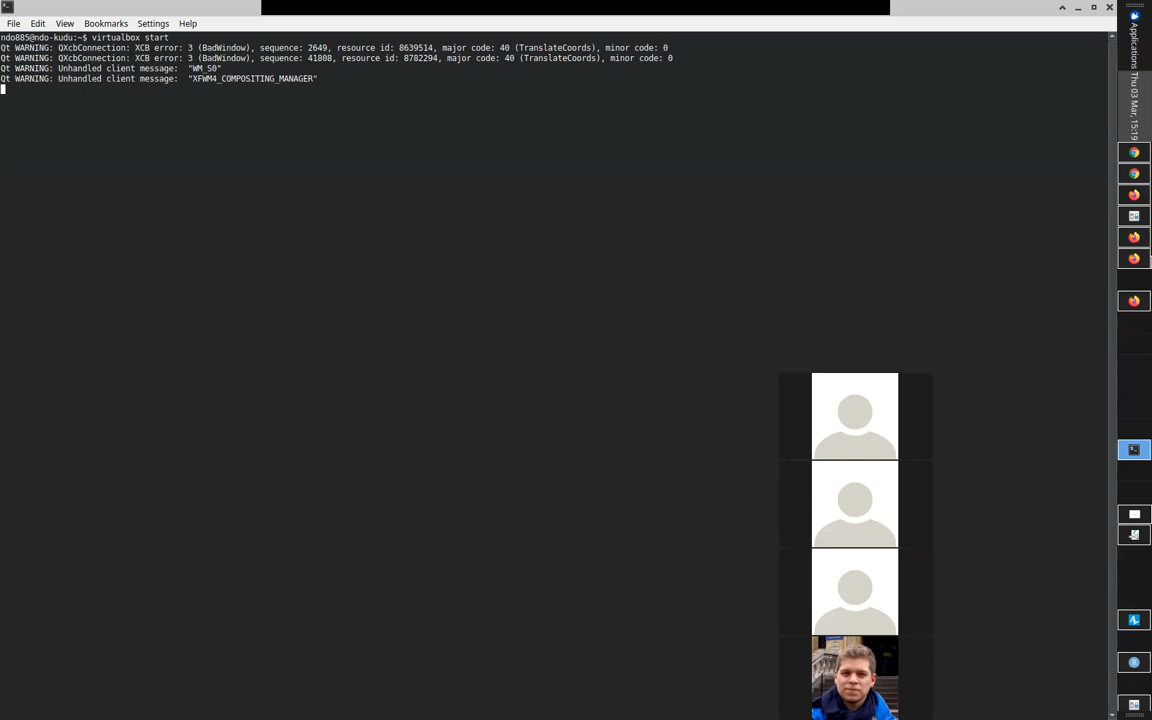 File Edit View Bookmarks Settings Help
ndo885@ndo-kudu:~$ virtualbox start
Qt WARNING: QXcbConnection: XCB error: 3 (BadWindow), sequence: 2649, resource id: 8639514, major code: 40 (TranslateCoords), minor code: 0
Qt WARNING: QXcbConnection: XCB error: 3 (BadWindow), sequence: 41808, resource id: 8782294, major code: 40 (TranslateCoords), minor code: 0
Qt WARNING: Unhandled client message:  "WM_S0"
Qt WARNING: Unhandled client message:  "XFWM4_COMPOSITING_MANAGER"
Applications
Thu 03 Mar, 15:19